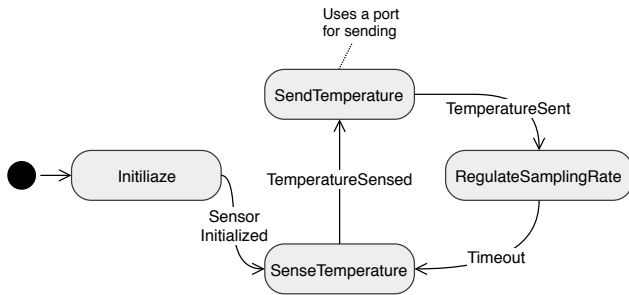 Uses a port
for sending
SendTemperature
TemperatureSent
Initiliaze
TemperatureSensed
RegulateSamplingRate
Sensor
Initialized
Timeout
SenseTemperature